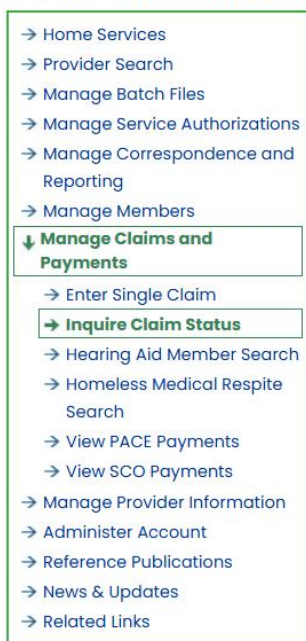 Home Services
Provider Search
Manage Batch Files
Manage Service Authorizations
Manage Correspondence and
Reporting
Manage Members
Manage Claims and
Payments
Enter Single Claim
Inquire Claim Status
Hearing Aid Member Search
Homeless Medical Respite
Search
View PACE Payments
View SCO Payments
Manage Provider Information
Administer Account
Reference Publications
News & Updates
Related Links